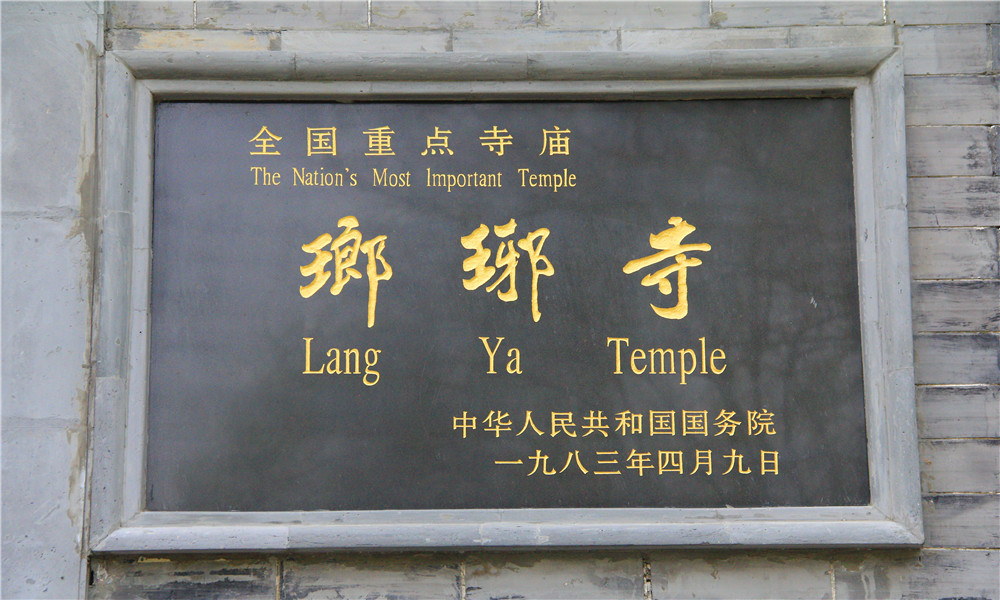 全国重点寺庙
The Nation's Most Important Temple
瑯琊寺
Lang Ya Temple
中华人民共和国国务院
一九八三年四月九日